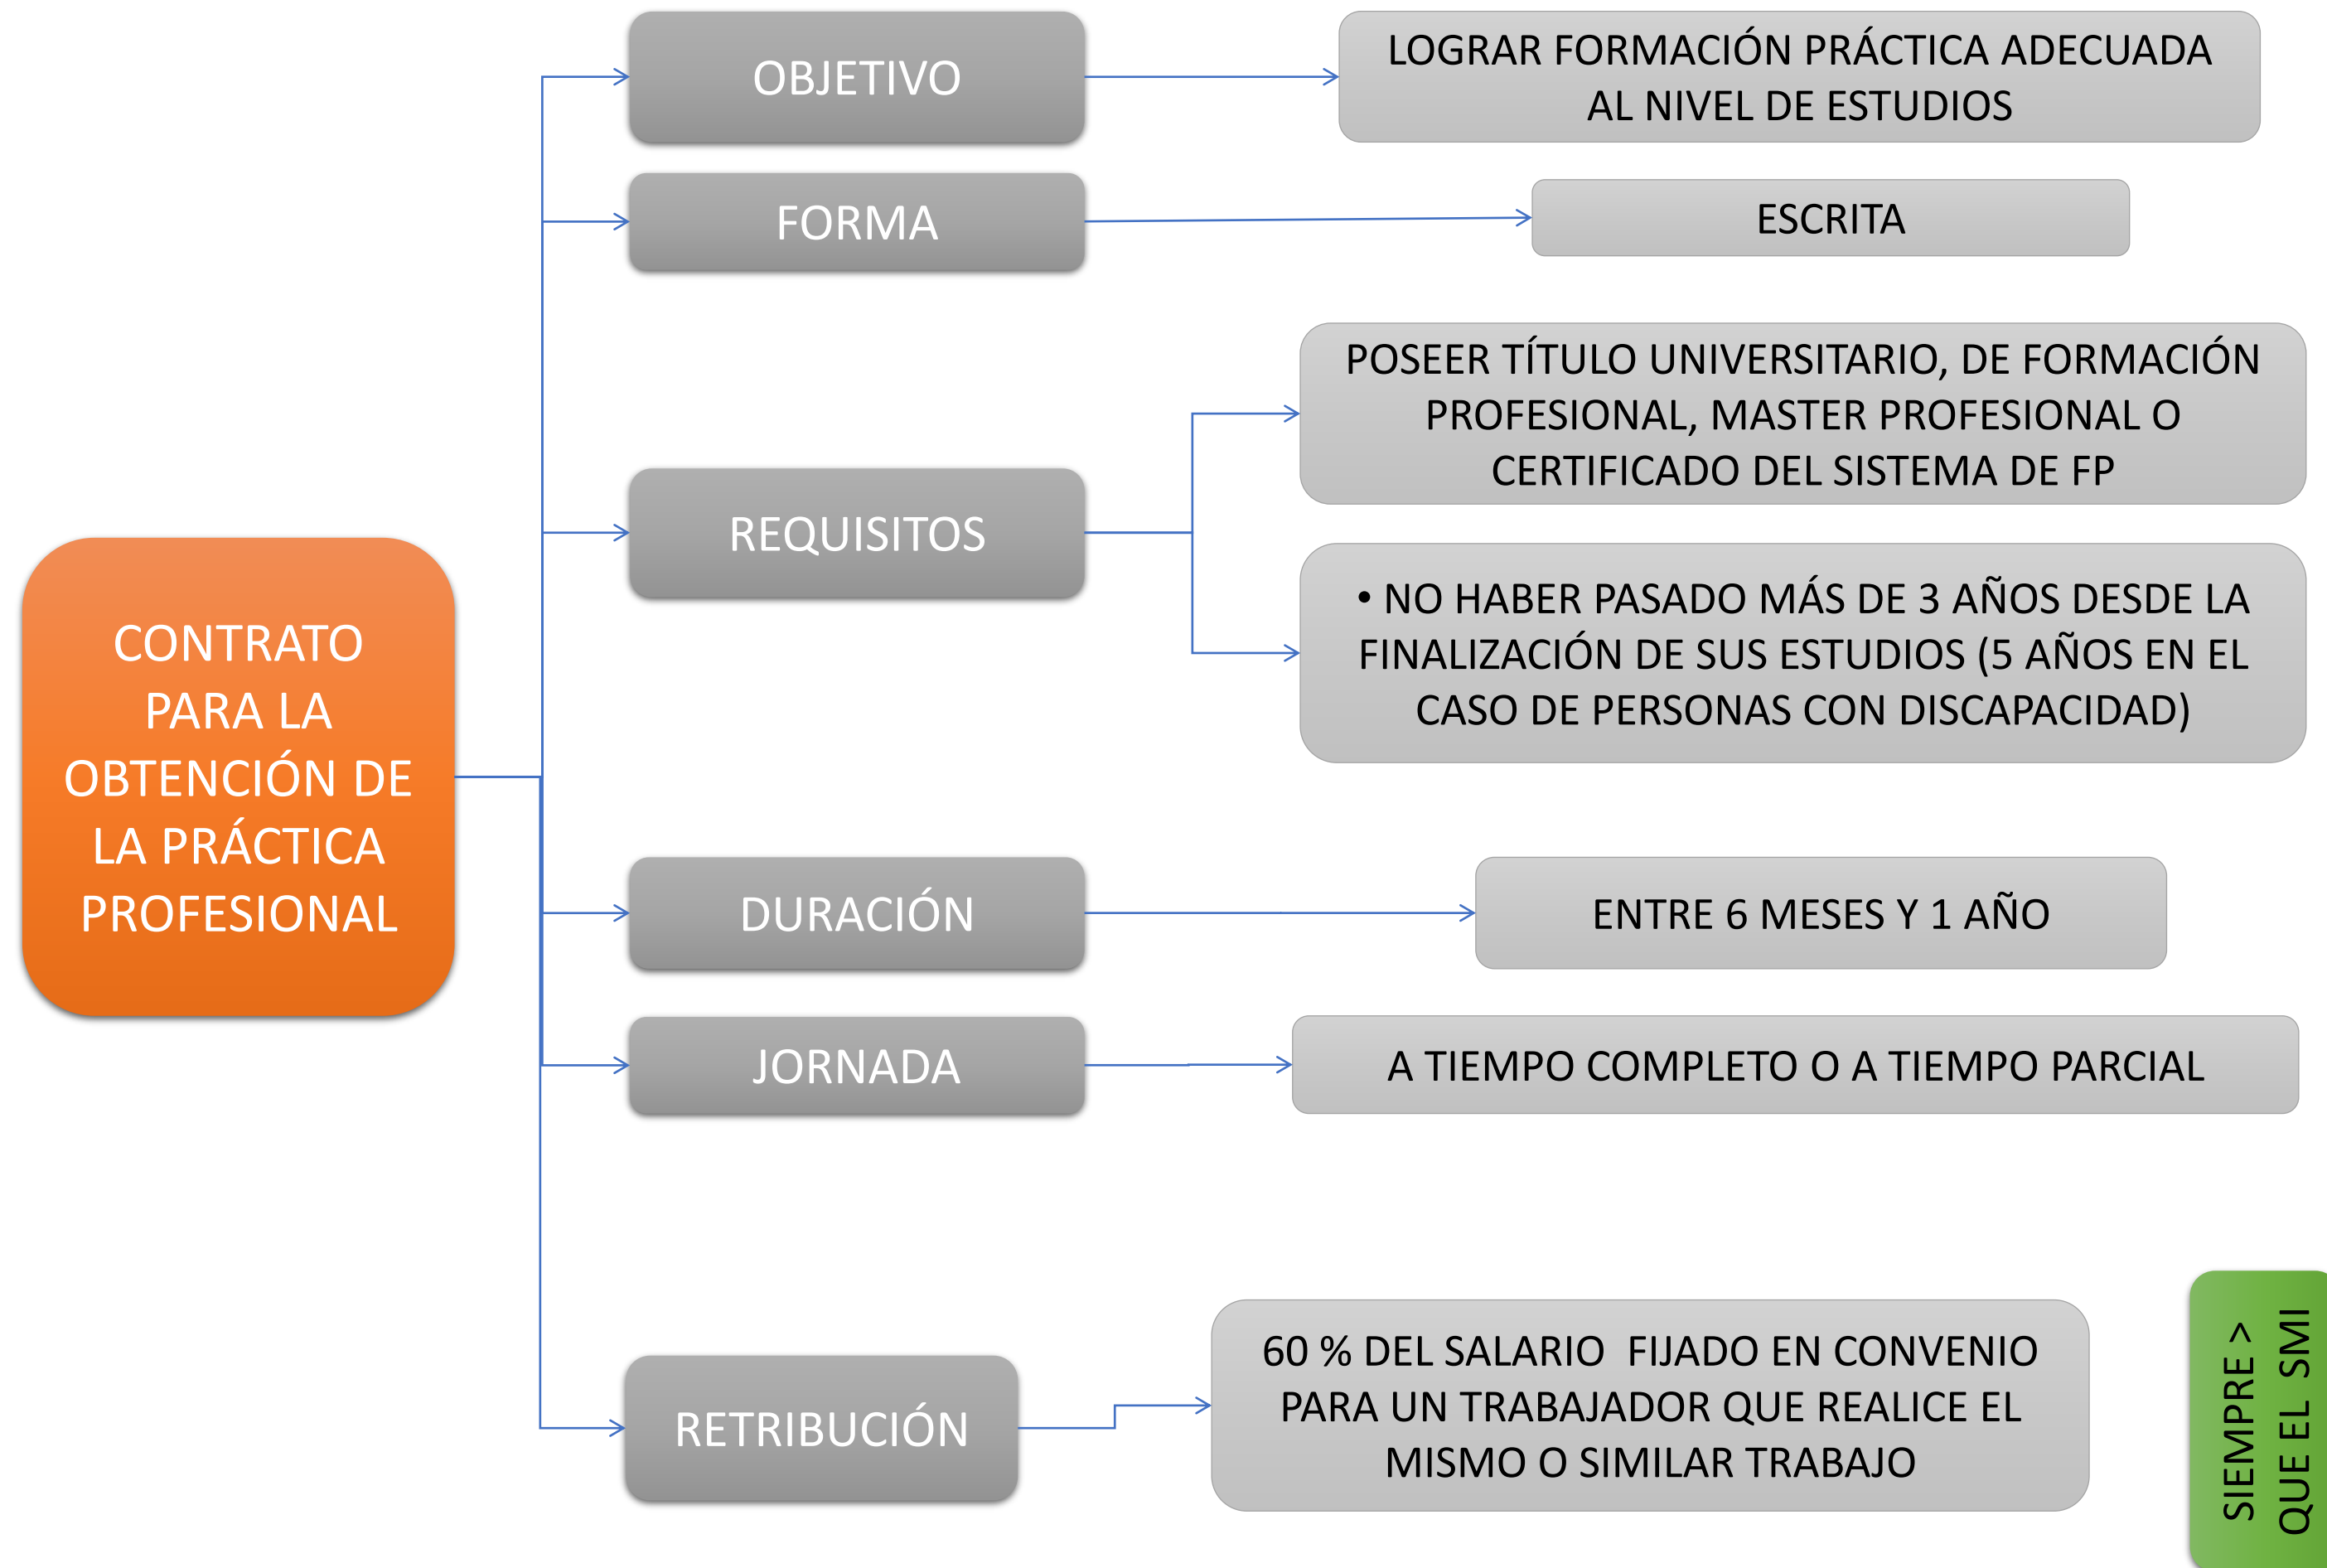 OBJETIVO
LOGRAR FORMACIÓN PRÁCTICA ADECUADA
AL NIVEL DE ESTUDIOS
FORMA
ESCRITA
REQUISITOS
POSEER TÍTULO UNIVERSITARIO, DE FORMACIÓN
PROFESIONAL, MASTER PROFESIONAL O
CERTIFICADO DEL SISTEMA DE FP
• NO HABER PASADO MÁS DE 3 AÑOS DESDE LA
FINALIZACIÓN DE SUS ESTUDIOS (5 AÑOS EN EL
CASO DE PERSONAS CON DISCAPACIDAD)
CONTRATO
PARA LA
OBTENCIÓN DE
LA PRÁCTICA
PROFESIONAL
DURACIÓN
ENTRE 6 MESES Y 1 AÑO
JORNADA
A TIEMPO COMPLETO O A TIEMPO PARCIAL
RETRIBUCIÓN
60 % DEL SALARIO  FIJADO EN CONVENIO
PARA UN TRABAJADOR QUE REALICE EL
MISMO O SIMILAR TRABAJO
SIEMPRE >
QUE EL  SMI